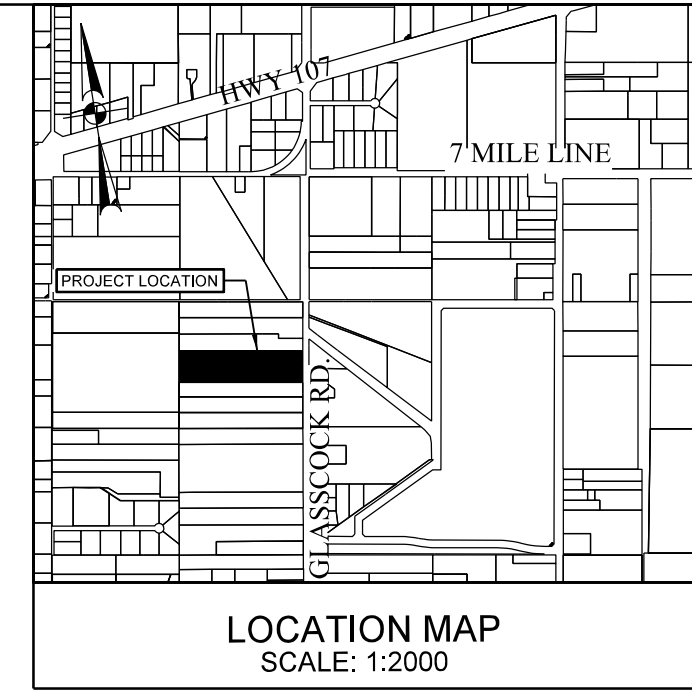 HWY 107
7 MILE LINE
PROJECT LOCATION
GLASSCOCK RD.
LOCATION MAP
SCALE: 1:2000